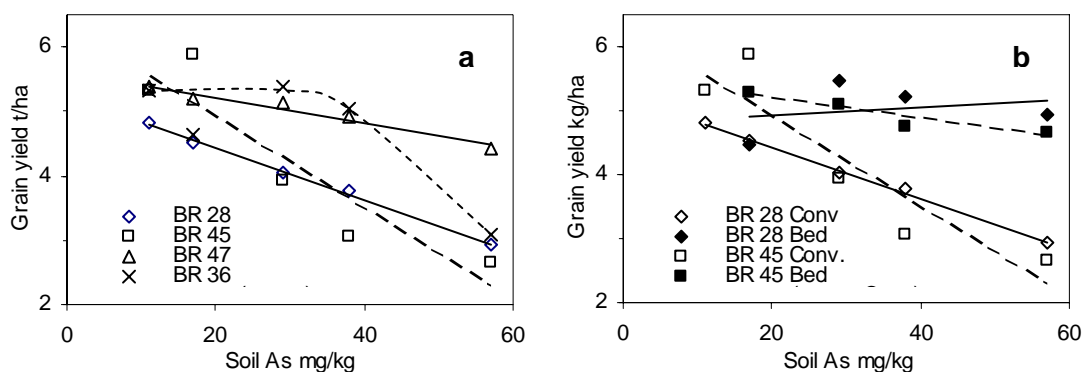 a
Grain yield t/ha
6
4
2
0
20
40
60
Soil As mg/kg
BR 28
BR 45
BR 47
BR 36
b
Grain yield kg/ha
6
4
2
0
20
40
60
Soil As mg/kg
BR 28 Conv
BR 28 Bed
BR 45 Conv.
BR 45 Bed